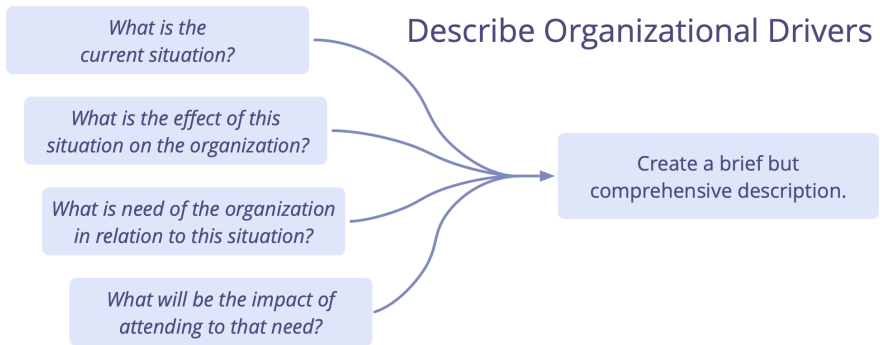 Describe Organizational Drivers
What is the
current situation?
What is the effect of this
situation on the organization?
What is need of the organization
in relation to this situation?
What will be the impact of
attending to that need?
Create a brief but
comprehensive description.